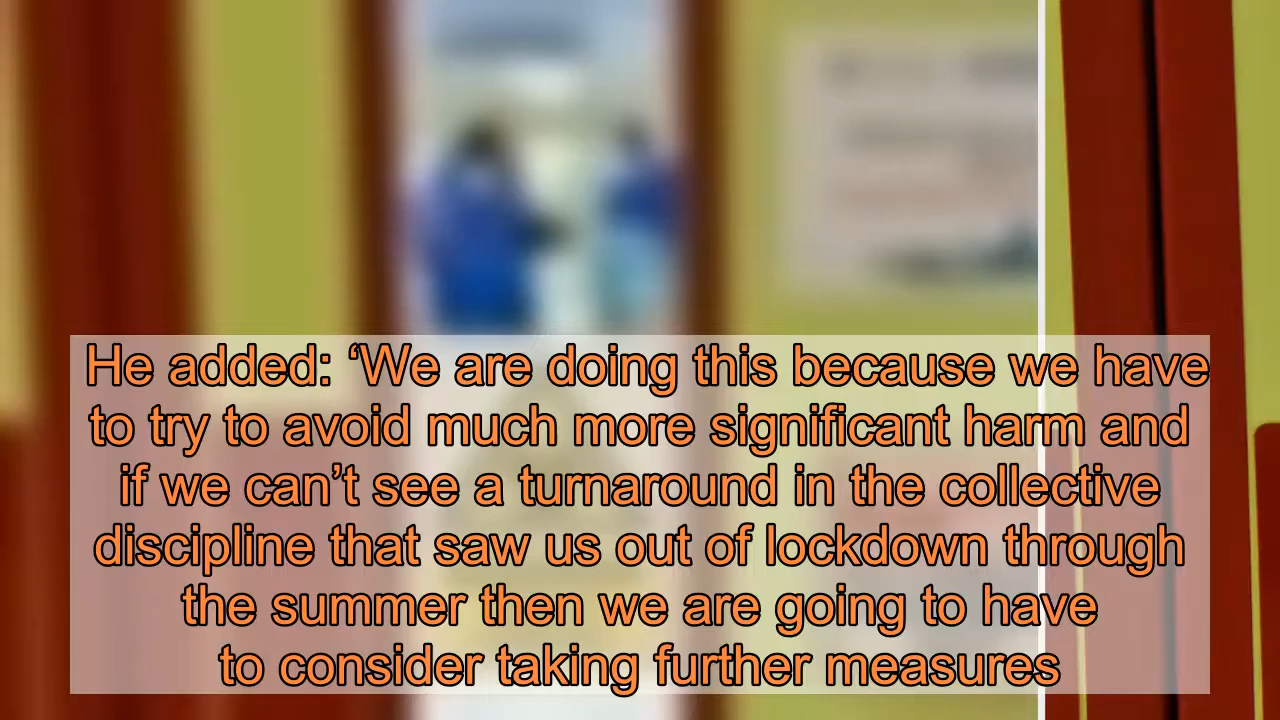 He added: ‘We are doing this because we have
to try to avoid much more significant harm and
if we can’t see a turnaround in the collective
discipline that saw us out of lockdown through
the summer then we are going to have
to consider taking further measures